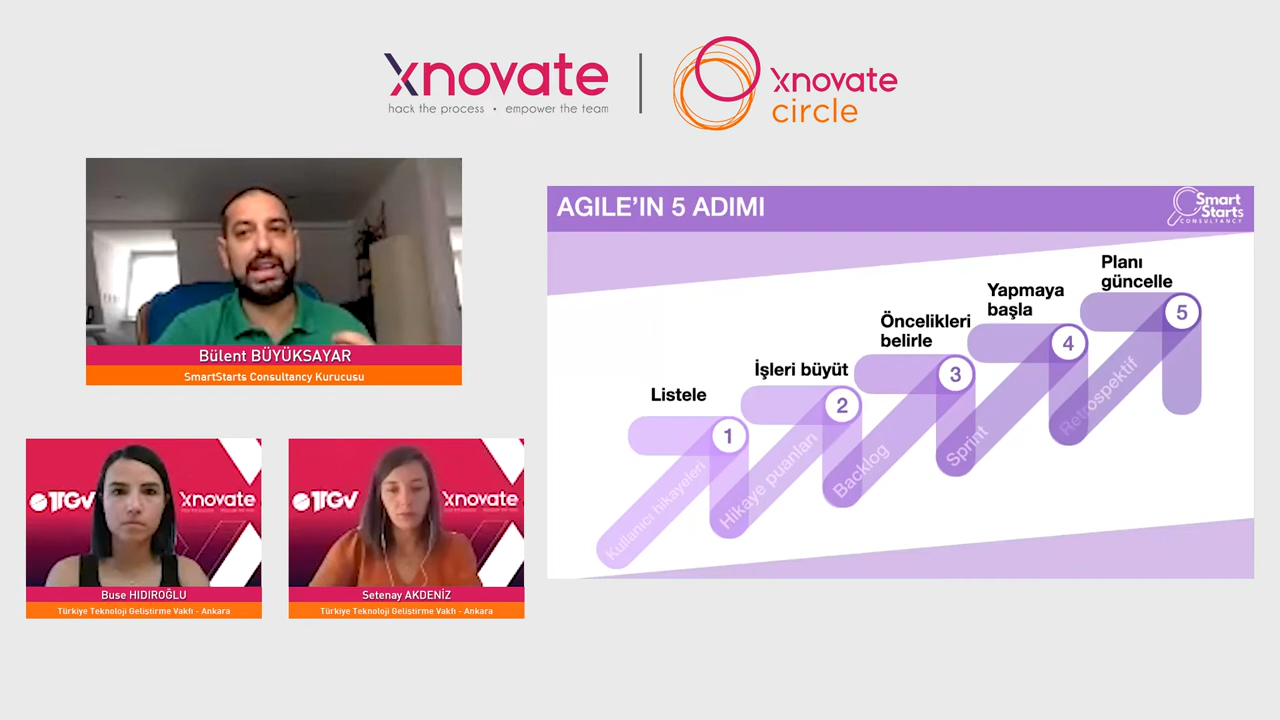 xnovate
hack the process • empower the team
xnovate
circle
Bülent BÜYÜKSAYAR
SmartStarts Consultancy Kurucusu
TTGV
xnovate
Buse HIDIROĞLU
Türkiye Teknoloji Geliştirme Vakfı - Ankara
TTGV
xnovate
Setenay AKDENİZ
Türkiye Teknoloji Geliştirme Vakfı - Ankara
AGILE’IN 5 ADIMI
Smart
Starts
CONSULTANCY
Listele
1
Kullanıcı hikayeleri
İşleri büyüt
2
Hikaye puanları
Öncelikleri
belirle
3
Backlog
Yapmaya
başla
4
Sprint
Planı
güncelle
5
Retrospektif